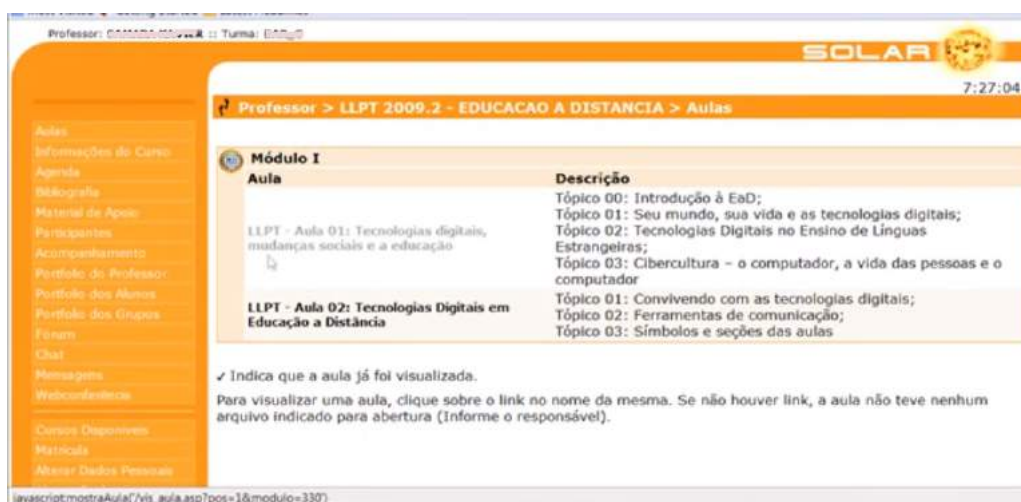 Professor: :: Turma:
SOLAR
7:27:04
Professor > LLPT 2009.2 - EDUCACAO A DISTANCIA > Aulas
Aulas
Informações do Curso
Agenda
Bibliografia
Material de Apoio
Participantes
Acompanhamento
Portfolio do Professor
Portfolio dos Alunos
Portfolio dos Grupos
Fórum
Chat
Mensagens
Webconferência
Cursos Disponíveis
Matrícula
Alterar Dados Pessoais
Módulo I
Aula Descrição
LLPT - Aula 01: Tecnologias digitais,
mudanças sociais e a educação
Tópico 00: Introdução à EaD;
Tópico 01: Seu mundo, sua vida e as tecnologias digitais;
Tópico 02: Tecnologias Digitais no Ensino de Línguas
Estrangeiras;
Tópico 03: Cibercultura – o computador, a vida das pessoas e o
computador
LLPT - Aula 02: Tecnologias Digitais em
Educação a Distância
Tópico 01: Convivendo com as tecnologias digitais;
Tópico 02: Ferramentas de comunicação;
Tópico 03: Símbolos e seções das aulas
✓ Indica que a aula já foi visualizada.
Para visualizar uma aula, clique sobre o link no nome da mesma. Se não houver link, a aula não teve nenhum
arquivo indicado para abertura (Informe o responsável).
javascript:mostraAula('/vis_aula.asp?pos=1&modulo=330')